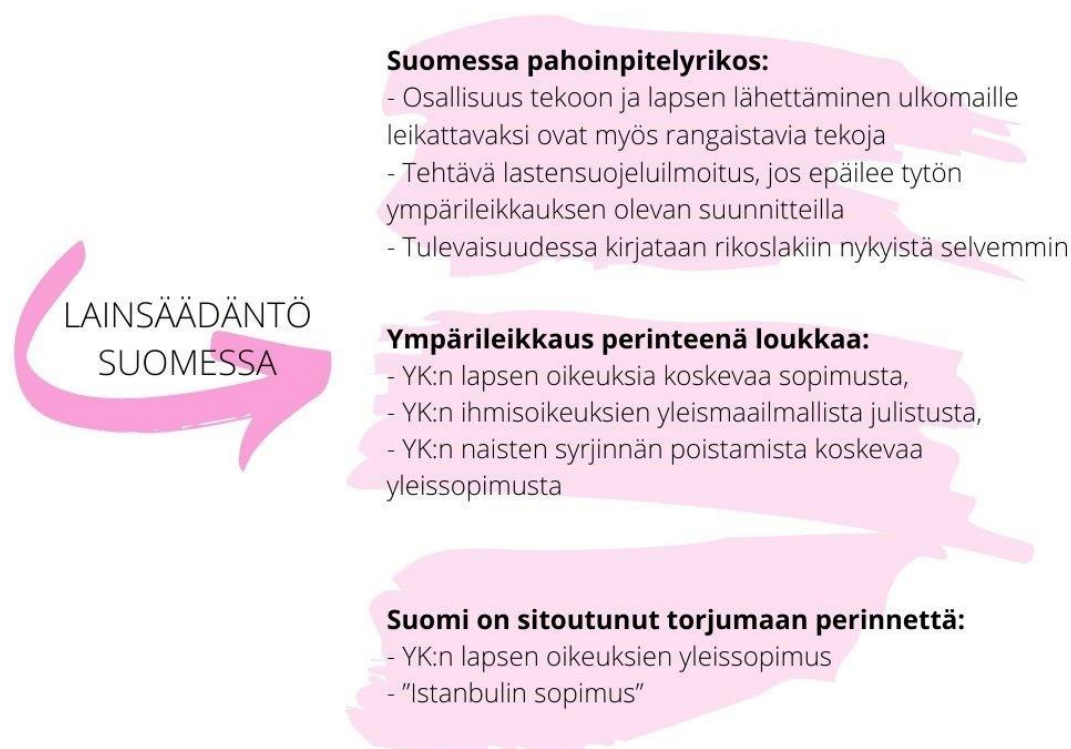 Suomessa pahoinpitelyrikos:
- Osallisuus tekoon ja lapsen lähettäminen ulkomaille
leikattavaksi ovat myös rangaistavia tekoja
- Tehtävä lastensuojeluilmoitus, jos epäilee tytön
ympärileikkauksen olevan suunnitteilla
- Tulevaisuudessa kirjataan rikoslakiin nykyistä selvemmin
LAINSÄÄDÄNTÖ
SUOMESSA
Ympärileikkaus perinteenä loukkaa:
- YK:n lapsen oikeuksia koskevaa sopimusta,
- YK:n ihmisoikeuksien yleismaailmallista julistusta,
- YK:n naisten syrjinnän poistamista koskevaa
yleissopimusta
Suomi on sitoutunut torjumaan perinnettä:
- YK:n lapsen oikeuksien yleissopimus
- ”Istanbulin sopimus”